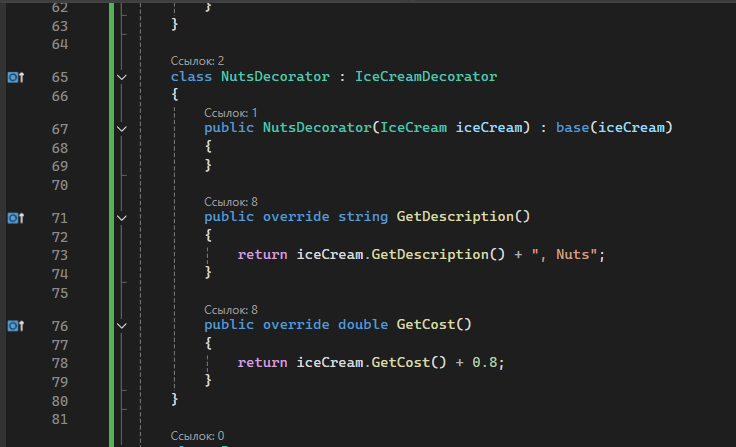 62 }
63 }
64
Ссылок: 2
65 class NutsDecorator : IceCreamDecorator
66 {
Ссылок: 1
67 public NutsDecorator(IceCream iceCream) : base(iceCream)
68 {
69 }
70
Ссылок: 8
71 public override string GetDescription()
72 {
73 return iceCream.GetDescription() + ", Nuts";
74 }
75
Ссылок: 8
76 public override double GetCost()
77 {
78 return iceCream.GetCost() + 0.8;
79 }
80 }
81
Ссылок: 0